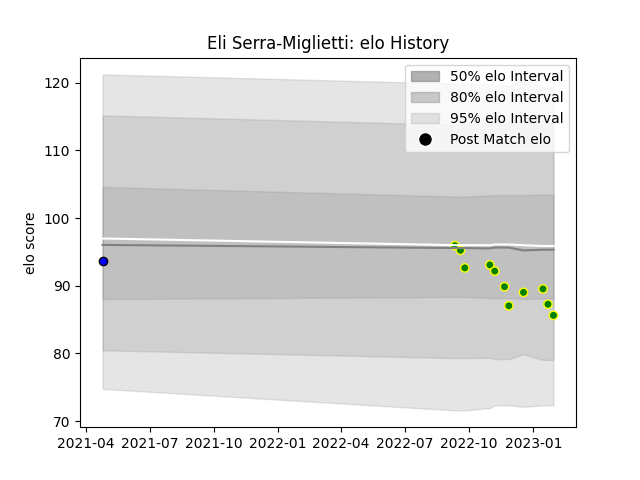 Eli Serra-Miglietti: elo History
50% elo Interval
80% elo Interval
95% elo Interval
Post Match elo
elo score
120
110
100
90
80
70
2021-04 2021-07 2021-10 2022-01 2022-04 2022-07 2022-10 2023-01